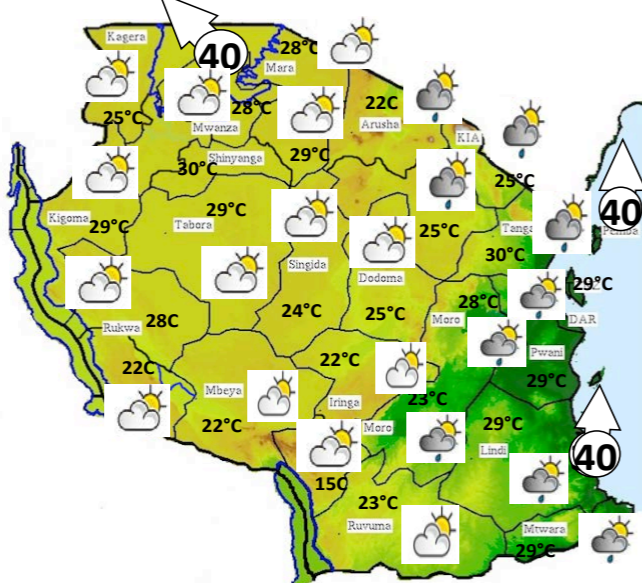 Kagera
40
28°C
Mara
25°C
28°C
Mwanza
22C
Arusha
KIA
Shinyanga
30°C
29°C
25°C
Kigoma
29°C
29°C
Tabora
25°C
Tanga
40
Pemba
30°C
Singida
Dodoma
29°C
28C
24°C
25°C
28°C
Moro
DAR
Rukwa
22C
22°C
Pwani
29°C
Mbeya
Iringa
23°C
22°C
Moro
29°C
Lindi
40
15C
23°C
Ruvuma
Mtwara
29°C